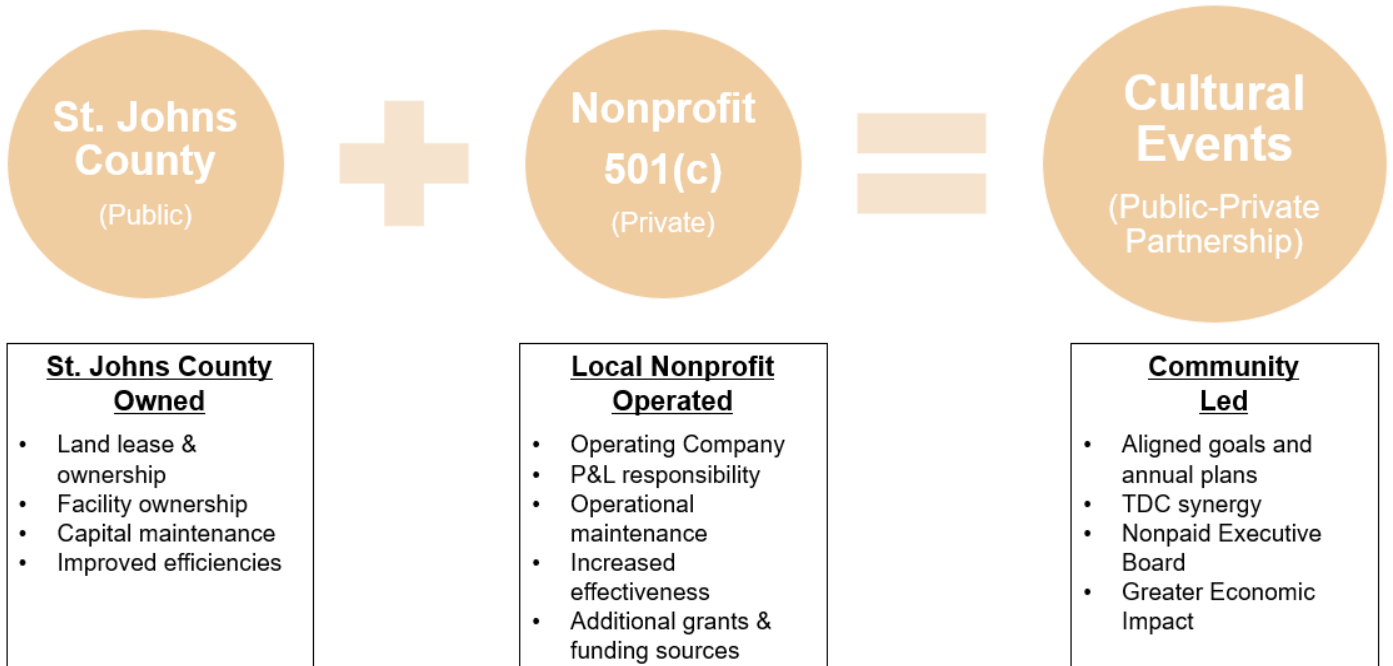 St. Johns
County
(Public)
Nonprofit
501(c)
(Private)
Cultural
Events
(Public-Private
Partnership)
St. Johns County
Owned
• Land lease &
ownership
• Facility ownership
• Capital maintenance
• Improved efficiencies
Local Nonprofit
Operated
• Operating Company
• P&L responsibility
• Operational
maintenance
• Increased
effectiveness
• Additional grants &
funding sources
Community
Led
• Aligned goals and
annual plans
• TDC synergy
• Nonpaid Executive
Board
• Greater Economic
Impact